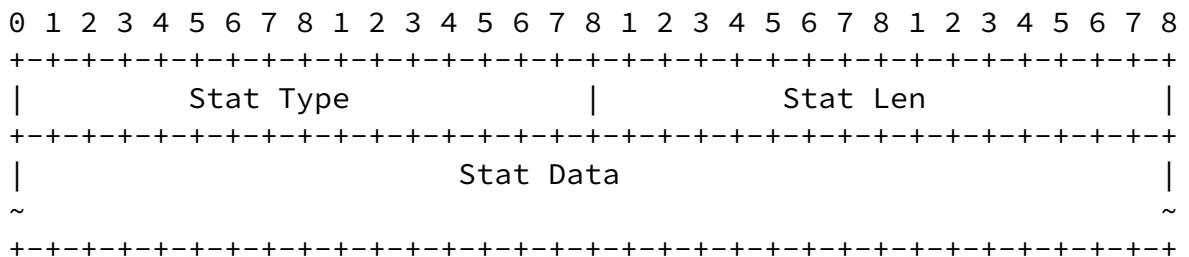 0 1 2 3 4 5 6 7 8 1 2 3 4 5 6 7 8 1 2 3 4 5 6 7 8 1 2 3 4 5 6 7 8
+-+-+-+-+-+-+-+-+-+-+-+-+-+-+-+-+-+-+-+-+-+-+-+-+-+-+-+-+-+-+-+-+
|         Stat Type             |          Stat Len             |
+-+-+-+-+-+-+-+-+-+-+-+-+-+-+-+-+-+-+-+-+-+-+-+-+-+-+-+-+-+-+-+-+
|                        Stat Data                              |
~                                                               ~
+-+-+-+-+-+-+-+-+-+-+-+-+-+-+-+-+-+-+-+-+-+-+-+-+-+-+-+-+-+-+-+-+